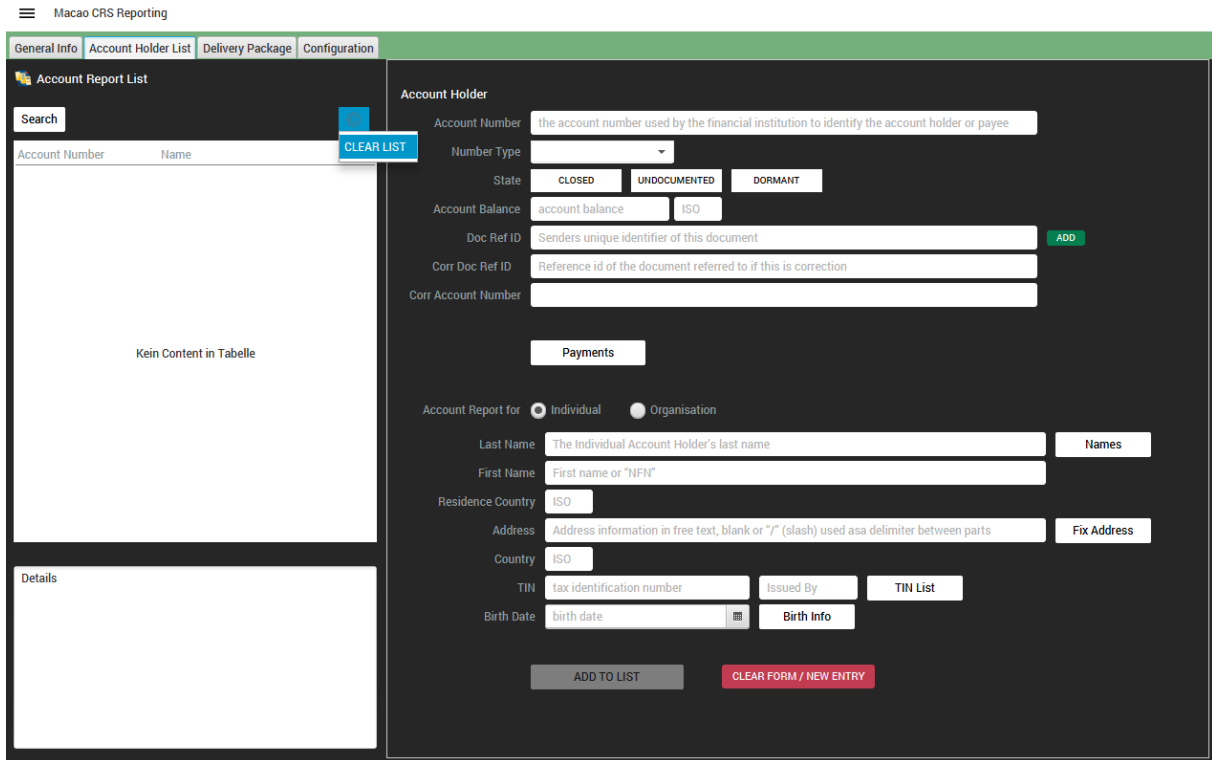 Macao CRS Reporting
General Info Account Holder List Delivery Package Configuration
Account Report List
Search
CLEAR LIST
Account Number Name
Kein Content in Tabelle
Details
Account Holder
Account Number the account number used by the financial institution to identify the account holder or payee
Number Type
State CLOSED UNDOCUMENTED DORMANT
Account Balance account balance ISO
Doc Ref ID Senders unique identifier of this document ADD
Corr Doc Ref ID Reference id of the document referred to if this is correction
Corr Account Number
Payments
Account Report for Individual Organisation
Last Name The Individual Account Holder's last name Names
First Name First name or "NFN"
Residence Country ISO
Address Address information in free text, blank or "/" (slash) used asa delimiter between parts Fix Address
Country ISO
TIN tax identification number Issued By TIN List
Birth Date birth date Birth Info
ADD TO LIST CLEAR FORM / NEW ENTRY